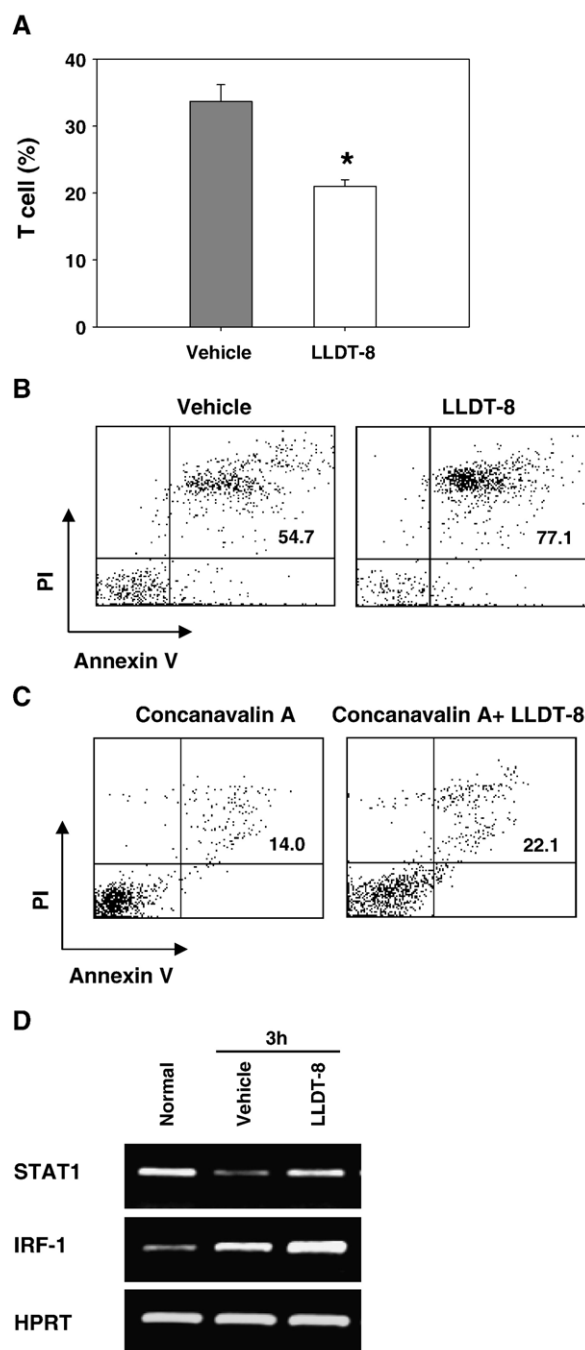 A
40
30
20
10
0
T cell (%)
*
Vehicle LLDT-8
B
Vehicle LLDT-8
54.7 77.1
PI
Annexin V
C
Concanavalin A Concanavalin A+ LLDT-8
14.0 22.1
PI
Annexin V
D
3h
Normal Vehicle LLDT-8
STAT1
IRF-1
HPRT